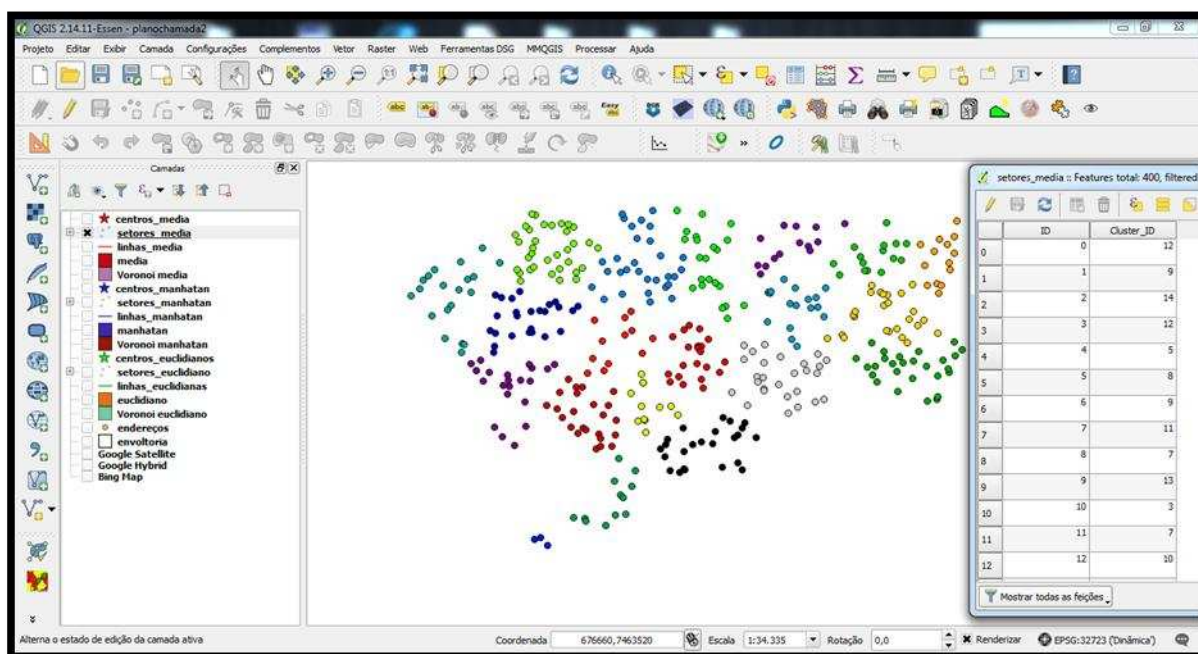 QGIS 2.14.11-Essen - planochamada2
Projeto Editar Exibir Camada Configurações Complementos Vetor Raster Web Ferramentas DSG MMQGIS Processar Ajuda
Camadas
centros_media
setores_media
linhas_media
media
Voronoi media
centros_manhatan
setores_manhatan
linhas_manhatan
manhatan
Voronoi manhatan
centros_euclidianos
setores_euclidiano
linhas_euclidianas
euclidiano
Voronoi euclidiano
endereços
envoltoria
Google Satellite
Google Hybrid
Bing Map
setores_media :: Features total: 400, filtered
ID Cluster_ID
0 0 12
1 1 9
2 2 14
3 3 12
4 4 5
5 5 8
6 6 9
7 7 11
8 8 7
9 9 13
10 10 3
11 11 7
12 12 10
Mostrar todas as feições
Alterna o estado de edição da camada ativa Coordenada 676660,7463520 Escala 1:34.335 Rotação 0,0 Renderizar EPSG:32723 ('Dinâmica')